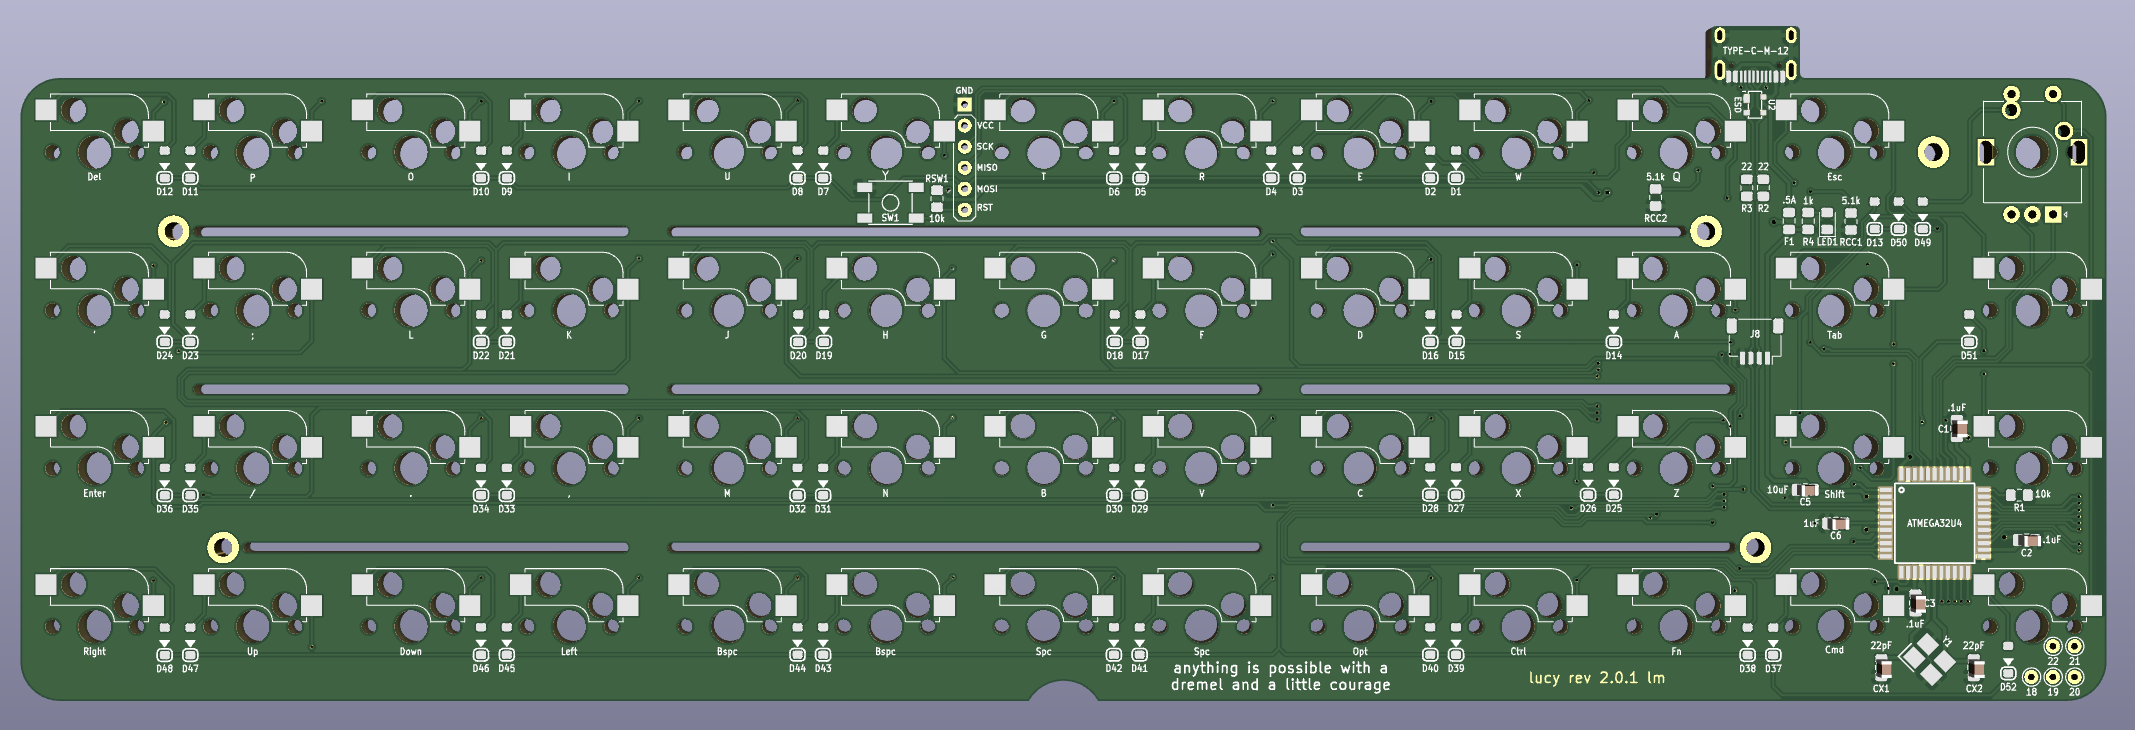 TYPE-C-M-12
GND
ESD
U2
VCC
SCK
MISO
MOSI
RST
RSW1
10k
SW1
Del
P
O
I
U
Y
T
R
E
W
Q
Esc
D12
D11
D10
D9
D8
D7
D6
D5
D4
D3
D2
D1
5.1k
RCC2
22
22
R3
R2
.5A
1k
5.1k
F1
R4
LED1
RCC1
D13
D50
D49
'
;
L
K
J
H
G
F
D
S
A
Tab
J8
D24
D23
D22
D21
D20
D19
D18
D17
D16
D15
D14
D51
.1uF
C1
Enter
/
.
,
M
N
B
V
C
X
Z
Shift
10uF
C5
10k
R1
D36
D35
D34
D33
D32
D31
D30
D29
D28
D27
D26
D25
1uF
C6
ATMEGA32U4
.1uF
C2
C3
.1uF
Right
Up
Down
Left
Bspc
Bspc
Spc
Spc
Opt
Ctrl
Fn
Cmd
D48
D47
D46
D45
D44
D43
D42
D41
D40
D39
D38
D37
22pF
Y1
22pF
CX1
CX2
D52
22
21
18
19
20
anything is possible with a
dremel and a little courage
lucy rev 2.0.1 lm